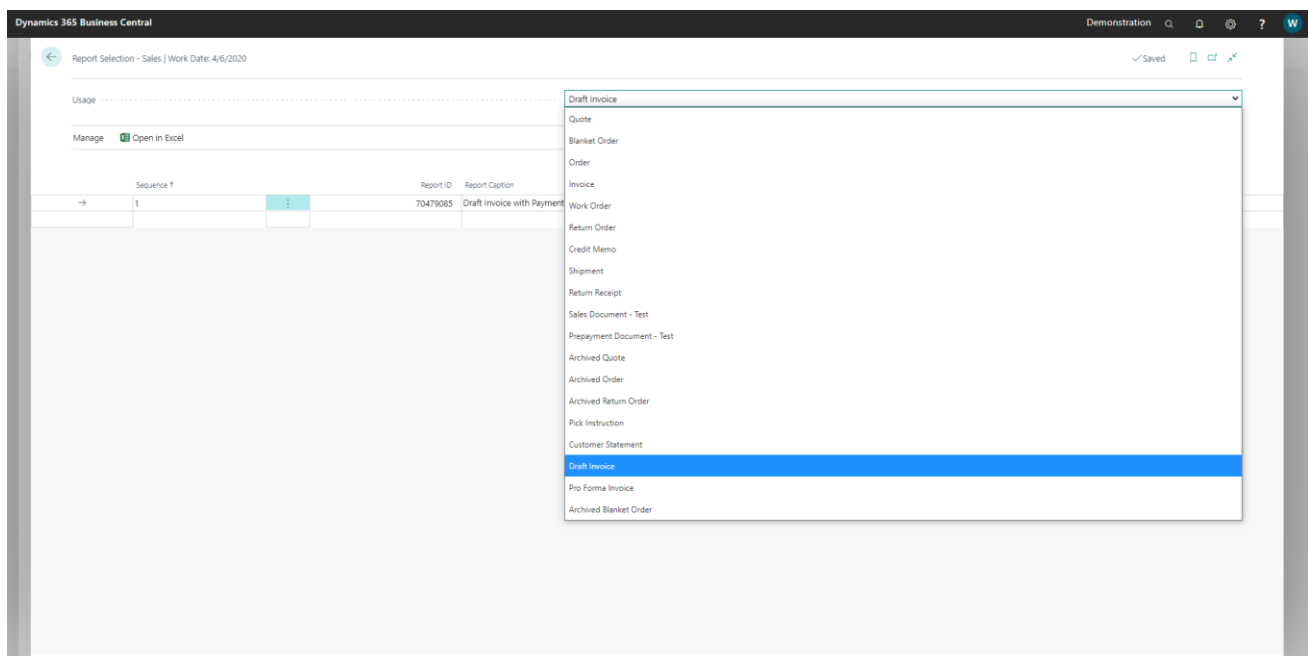 Dynamics 365 Business Central Demonstration ? W
Report Selection - Sales | Work Date: 4/6/2020 ✓ Saved
Usage Draft Invoice
Quote
Manage Open in Excel Blanket Order
Order
Sequence ↑ Report ID Report Caption Invoice
→ 1 ⋮ 70479085 Draft Invoice with Payment Work Order
Return Order
Credit Memo
Shipment
Return Receipt
Sales Document - Test
Prepayment Document - Test
Archived Quote
Archived Order
Archived Return Order
Pick Instruction
Customer Statement
Draft Invoice
Pro Forma Invoice
Archived Blanket Order